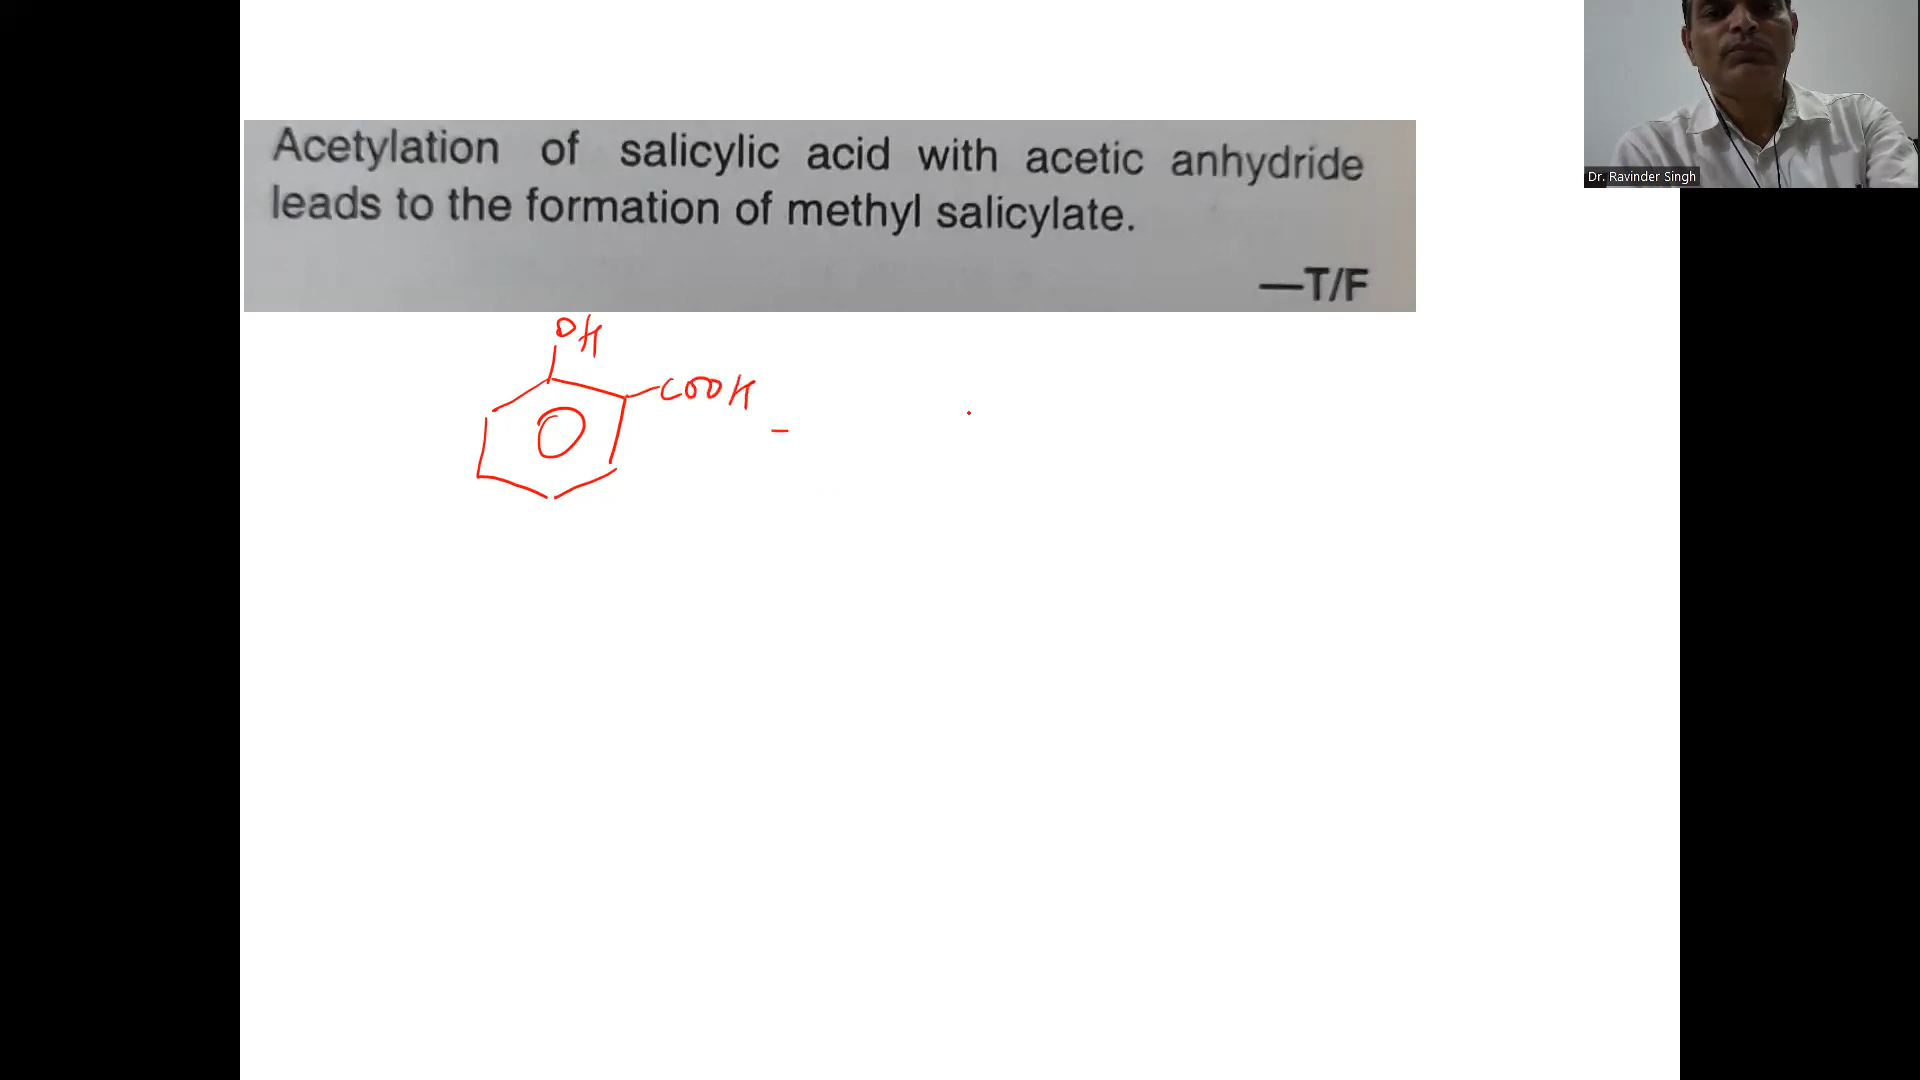 Dr. Ravinder Singh
Acetylation of salicylic acid with acetic anhydride
leads to the formation of methyl salicylate.
—T/F
OH
COOH